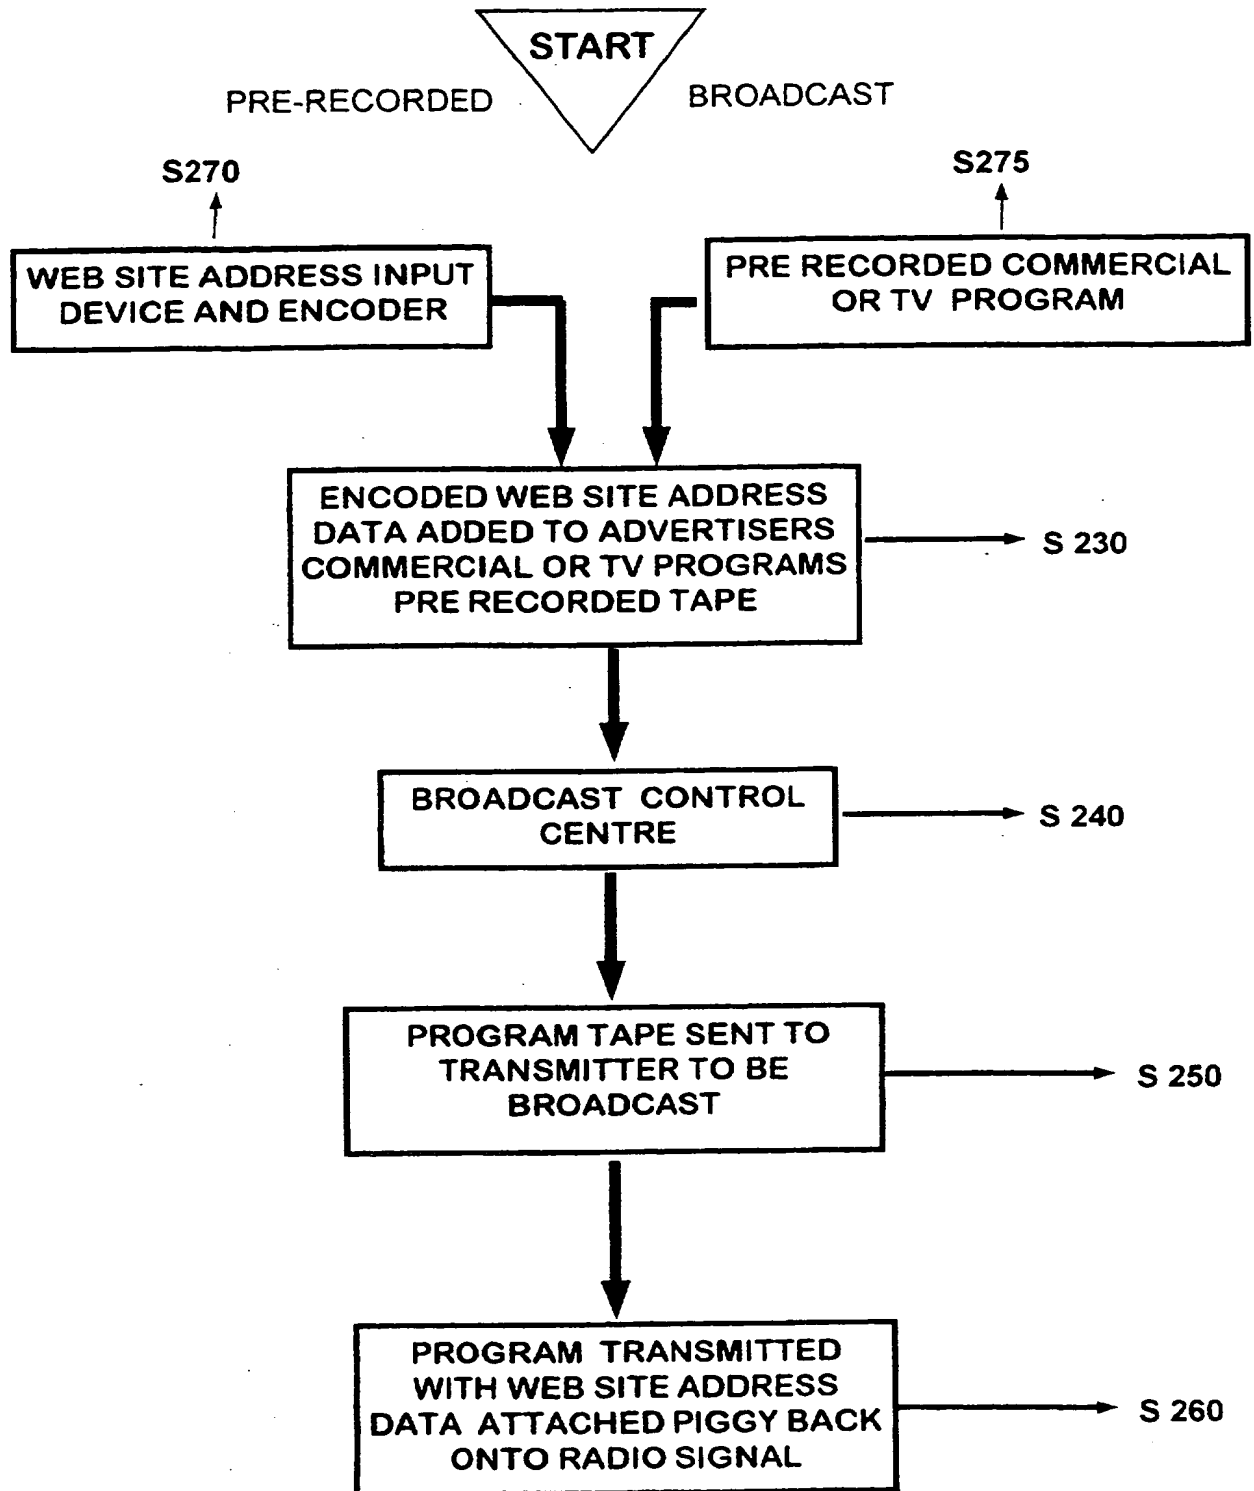 START
PRE-RECORDED
BROADCAST
S270
S275
WEB SITE ADDRESS INPUT
DEVICE AND ENCODER
PRE RECORDED COMMERCIAL
OR TV PROGRAM
ENCODED WEB SITE ADDRESS
DATA ADDED TO ADVERTISERS
COMMERCIAL OR TV PROGRAMS
PRE RECORDED TAPE
S 230
BROADCAST CONTROL
CENTRE
S 240
PROGRAM TAPE SENT TO
TRANSMITTER TO BE
BROADCAST
S 250
PROGRAM TRANSMITTED
WITH WEB SITE ADDRESS
DATA ATTACHED PIGGY BACK
ONTO RADIO SIGNAL
S 260